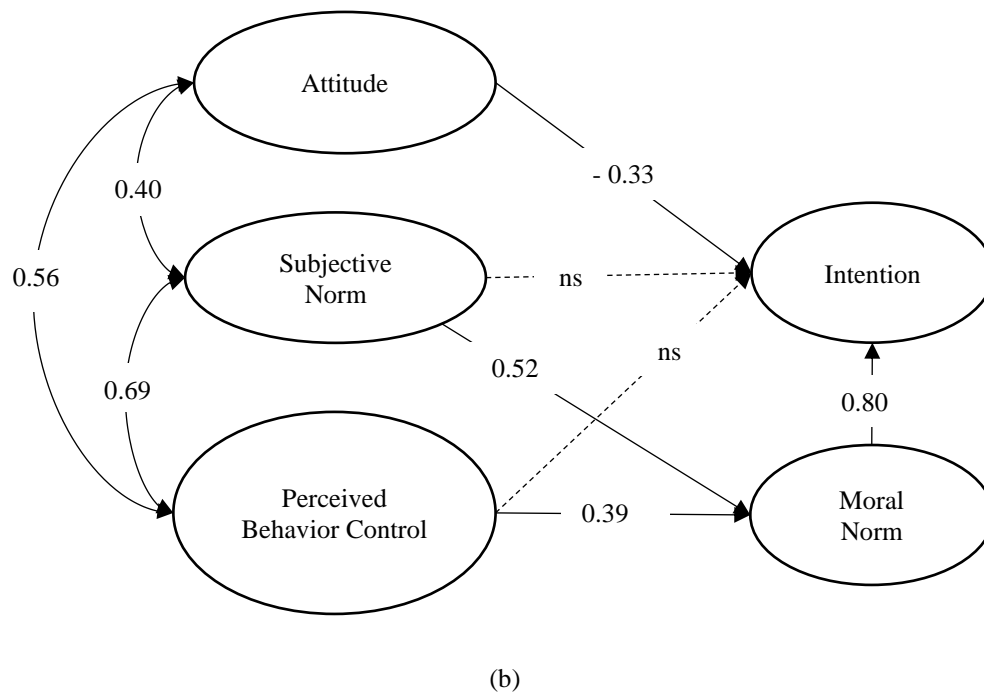 Attitude
- 0.33
0.40
Subjective
Norm
ns
Intention
0.56
ns
0.52
0.69
0.80
Perceived
Behavior Control
0.39
Moral
Norm
(b)